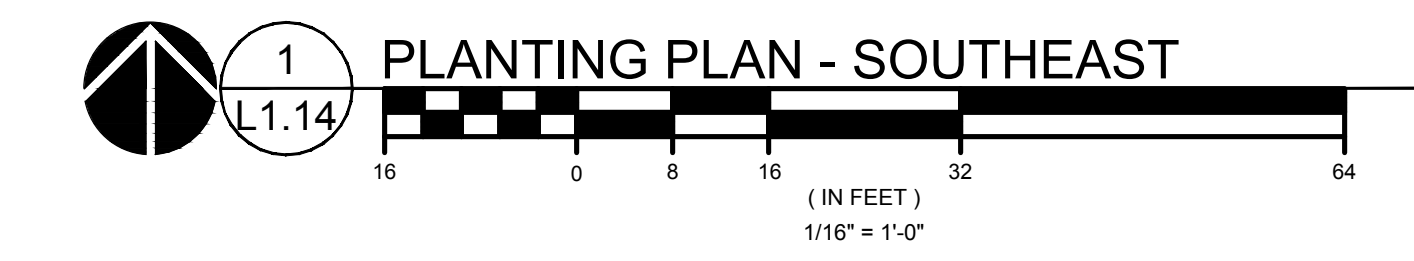 1
L1.14
PLANTING PLAN - SOUTHEAST
16 0 8 16 32 64
( IN FEET )
1/16" = 1'-0"